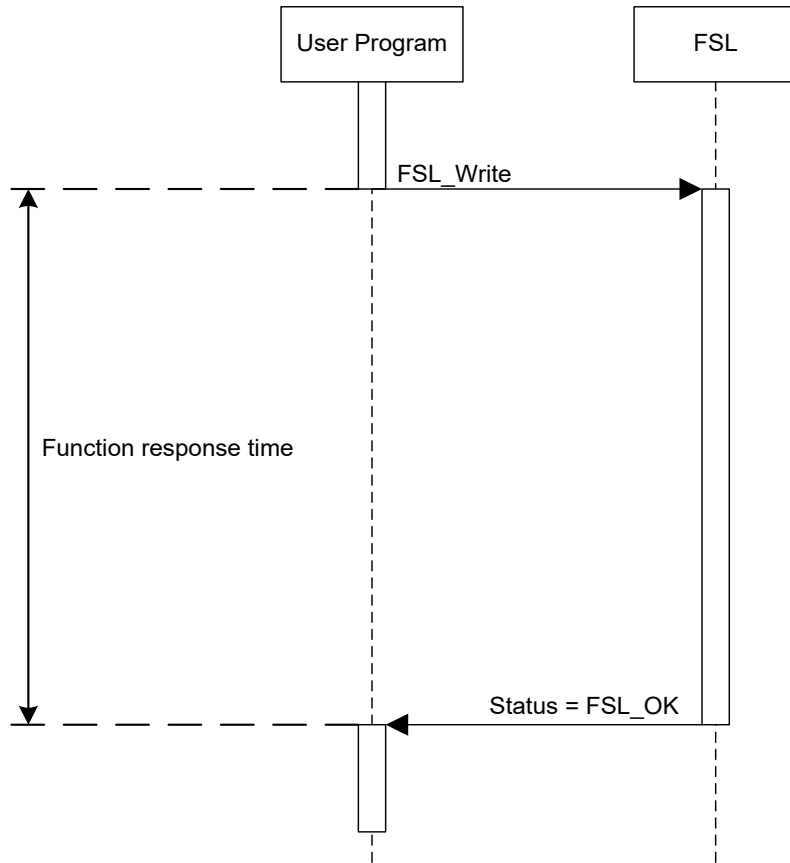 User Program
FSL
FSL_Write
Function response time
Status = FSL_OK